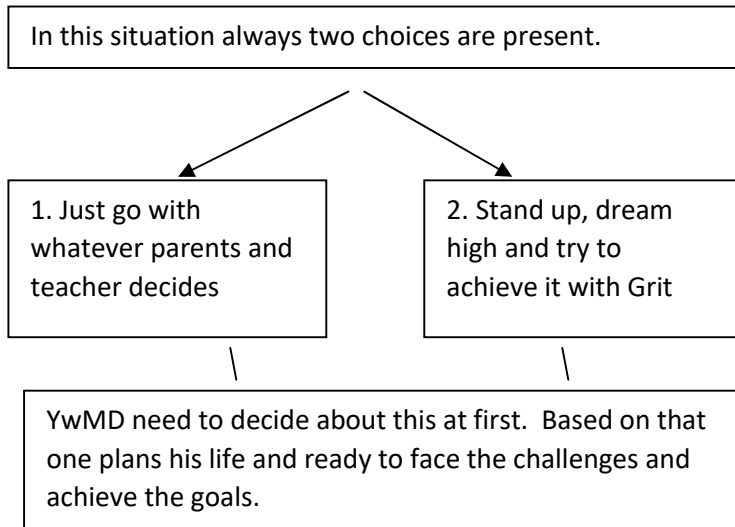 In this situation always two choices are present.
1. Just go with
whatever parents and
teacher decides
2. Stand up, dream
high and try to
achieve it with Grit
YwMD need to decide about this at first.  Based on that
one plans his life and ready to face the challenges and
achieve the goals.